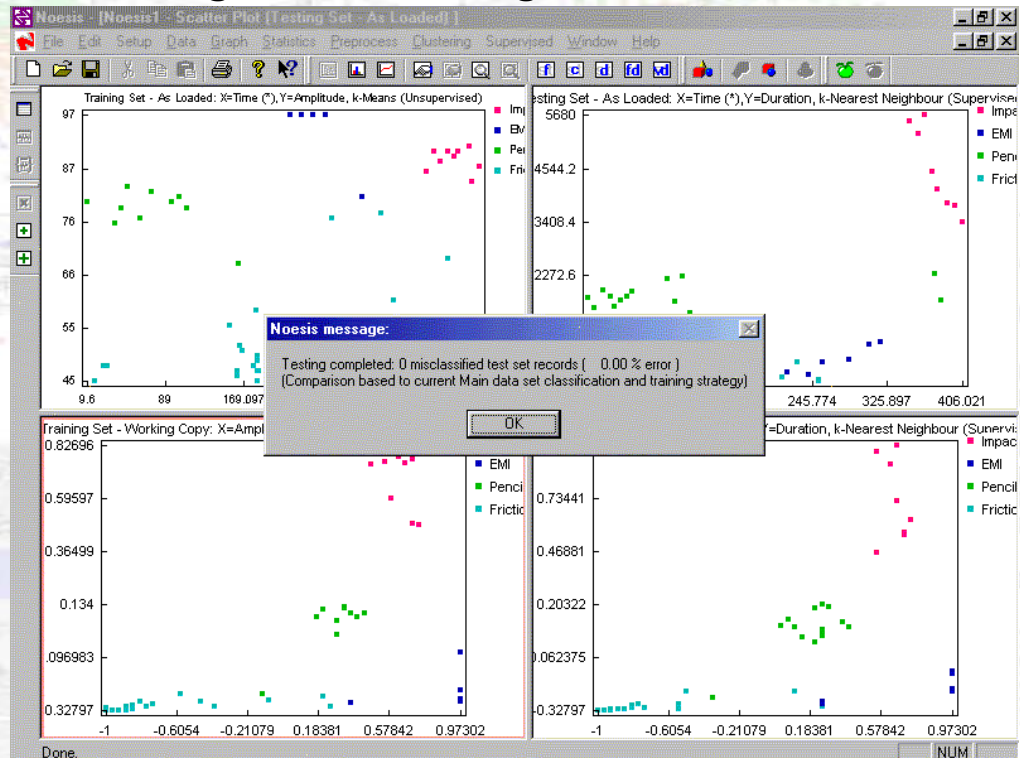 Noesis - [Noesis1 - Scatter Plot (Testing Set - As Loaded) ]
File Edit Setup Data Graph Statistics Preprocess Clustering Supervised Window Help
f c d fd vd
Training Set - As Loaded: X=Time (*),Y=Amplitude, k-Means (Unsupervised)
97
87
76
66
55
45
9.6 89 169.097
Imp
EM
Per
Fri
esting Set - As Loaded: X=Time (*),Y=Duration, k-Nearest Neighbour (Supervise
5680
4544.2
3408.4
2272.6
245.774 325.897 406.021
Impa
EMI
Pen
Frict
Noesis message:
Testing completed: 0 misclassified test set records ( 0.00 % error )
(Comparison based to current Main data set classification and training strategy)
OK
Training Set - Working Copy: X=Ampl
0.82696
0.59597
0.36499
0.134
.096983
0.32797
-1 -0.6054 -0.21079 0.18381 0.57842 0.97302
EMI
Penci
Frictic
=Duration, k-Nearest Neighbour (Supervi:
0.73441
0.46881
0.20322
0.062375
-0.32797
-1 -0.6054 -0.21079 0.18381 0.57842 0.97302
Impac
EMI
Pencil
Frictic
Done.
NUM